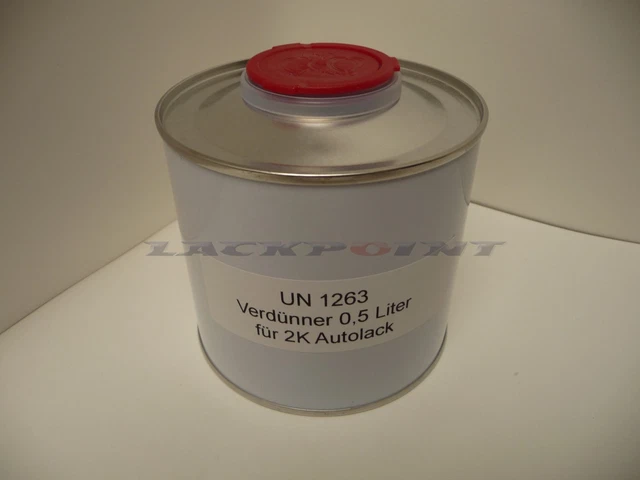 LACKPOINT
UN 1263
Verdünner 0,5 Liter
für 2K Autolack